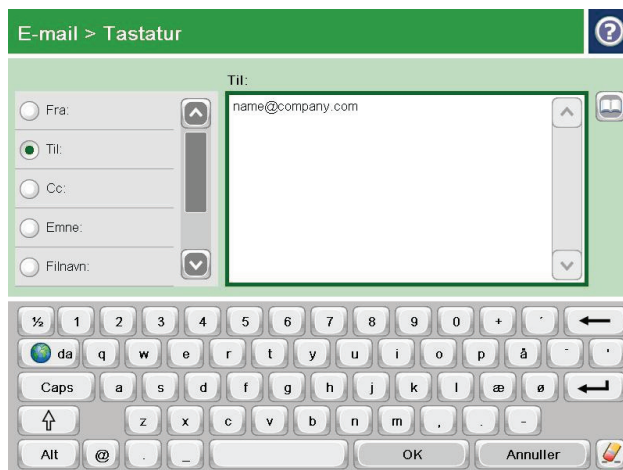 E-mail > Tastatur
?
Til:
Fra:
name@company.com
Til:
Cc:
Emne:
Filnavn:
½ 1 2 3 4 5 6 7 8 9 0 + ´
da q w e r t y u i o p å ¨ '
Caps a s d f g h j k l æ ø
z x c v b n m , . -
Alt @ . _ OK Annuller